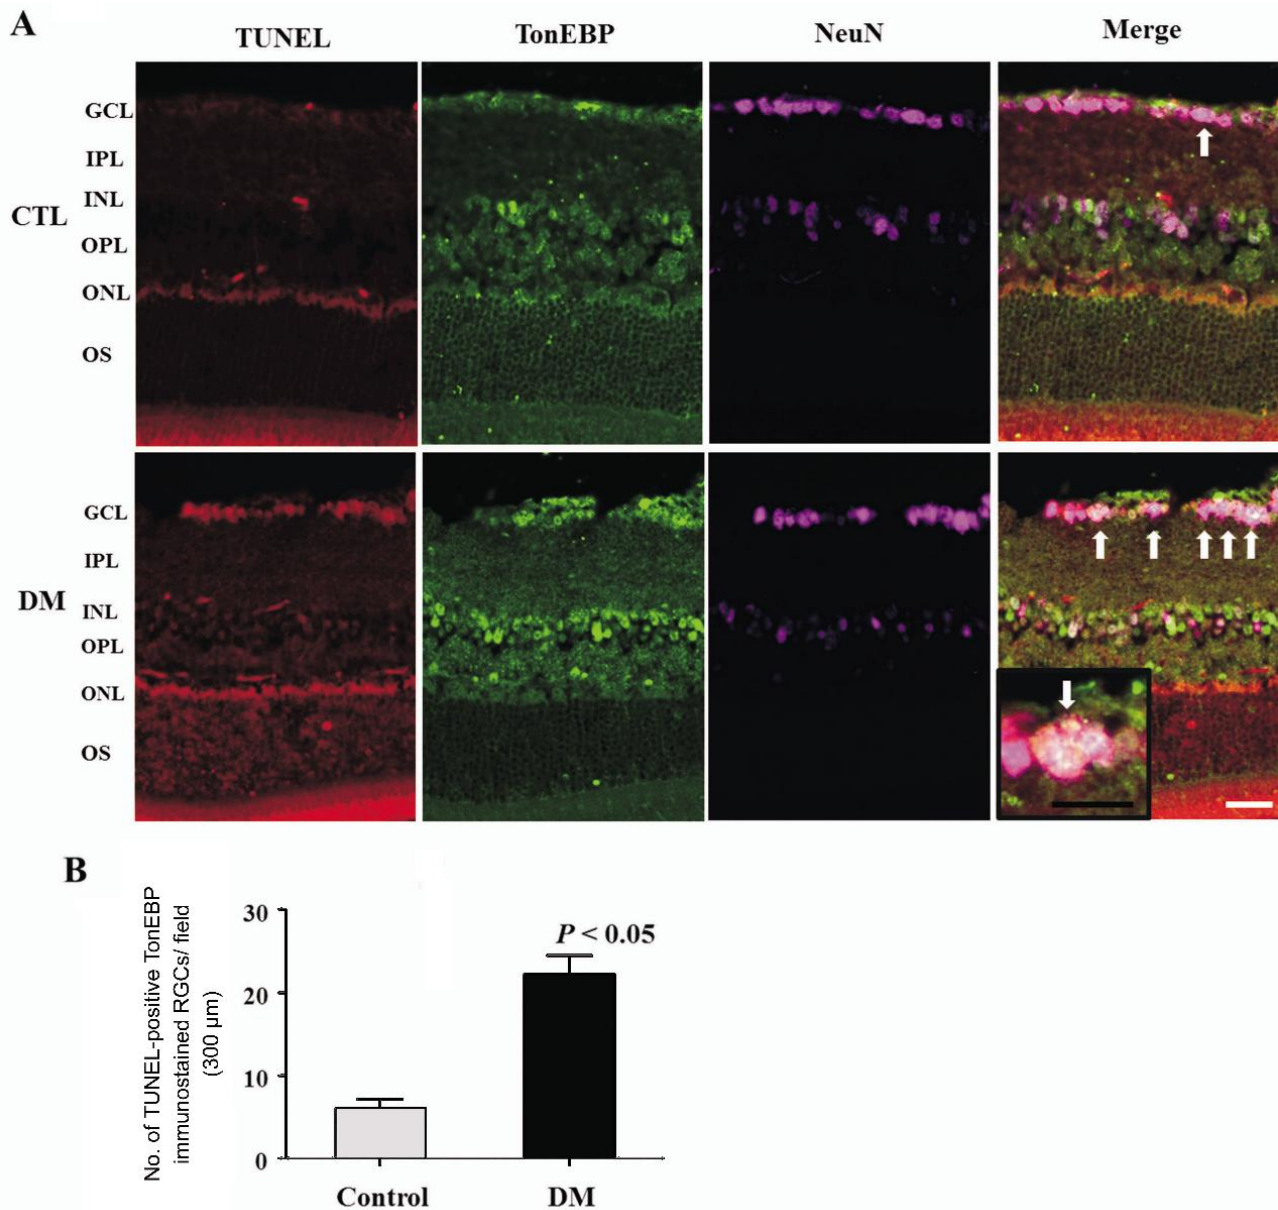 A
TUNEL TonEBP NeuN Merge
CTL
GCL
IPL
INL
OPL
ONL
OS
DM
GCL
IPL
INL
OPL
ONL
OS
B
No. of TUNEL-positive TonEBP
immunostained RGCs/ field
(300 µm)
30
20
10
0
P < 0.05
Control DM